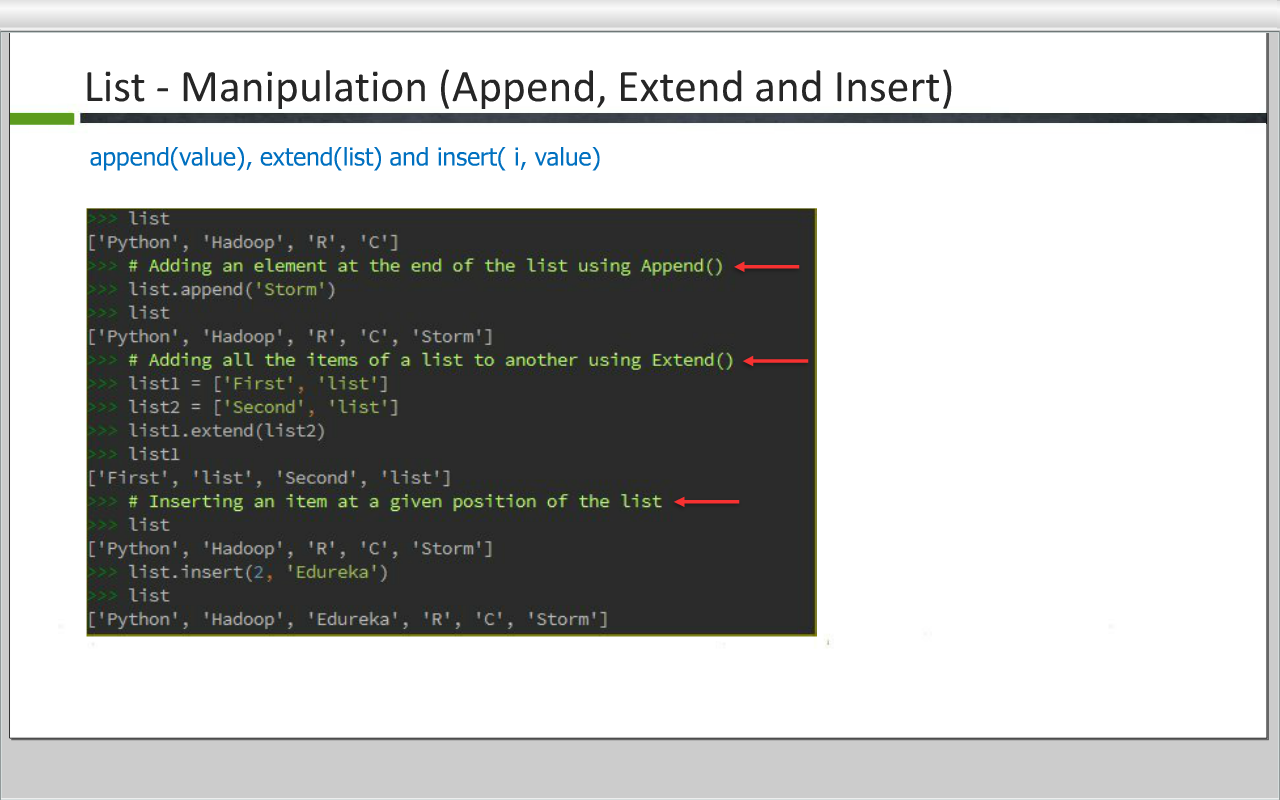 List - Manipulation (Append, Extend and Insert)
append(value), extend(list) and insert( i, value)
>>> list
['Python', 'Hadoop', 'R', 'C']
>>> # Adding an element at the end of the list using Append()
>>> list.append('Storm')
>>> list
['Python', 'Hadoop', 'R', 'C', 'Storm']
>>> # Adding all the items of a list to another using Extend()
>>> list1 = ['First', 'list']
>>> list2 = ['Second', 'list']
>>> list1.extend(list2)
>>> list1
['First', 'list', 'Second', 'list']
>>> # Inserting an item at a given position of the list
>>> list
['Python', 'Hadoop', 'R', 'C', 'Storm']
>>> list.insert(2, 'Edureka')
>>> list
['Python', 'Hadoop', 'Edureka', 'R', 'C', 'Storm']